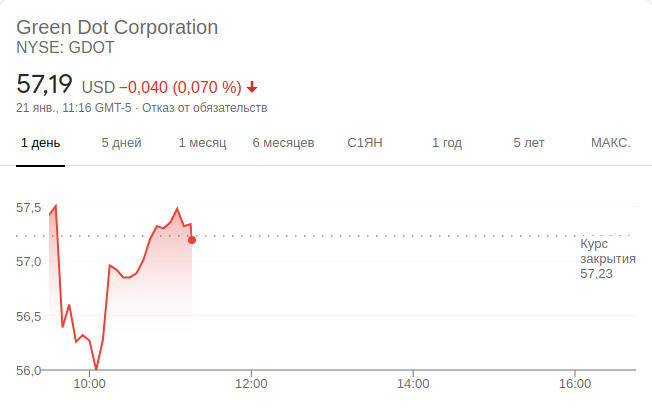 Green Dot Corporation
NYSE: GDOT
57,19 USD −0,040 (0,070 %)
21 янв., 11:16 GMT-5 · Отказ от обязательств
1 день 5 дней 1 месяц 6 месяцев С1ЯН 1 год 5 лет МАКС.
57,5
57,0
56,5
56,0
Курс
закрытия
57,23
10:00 12:00 14:00 16:00